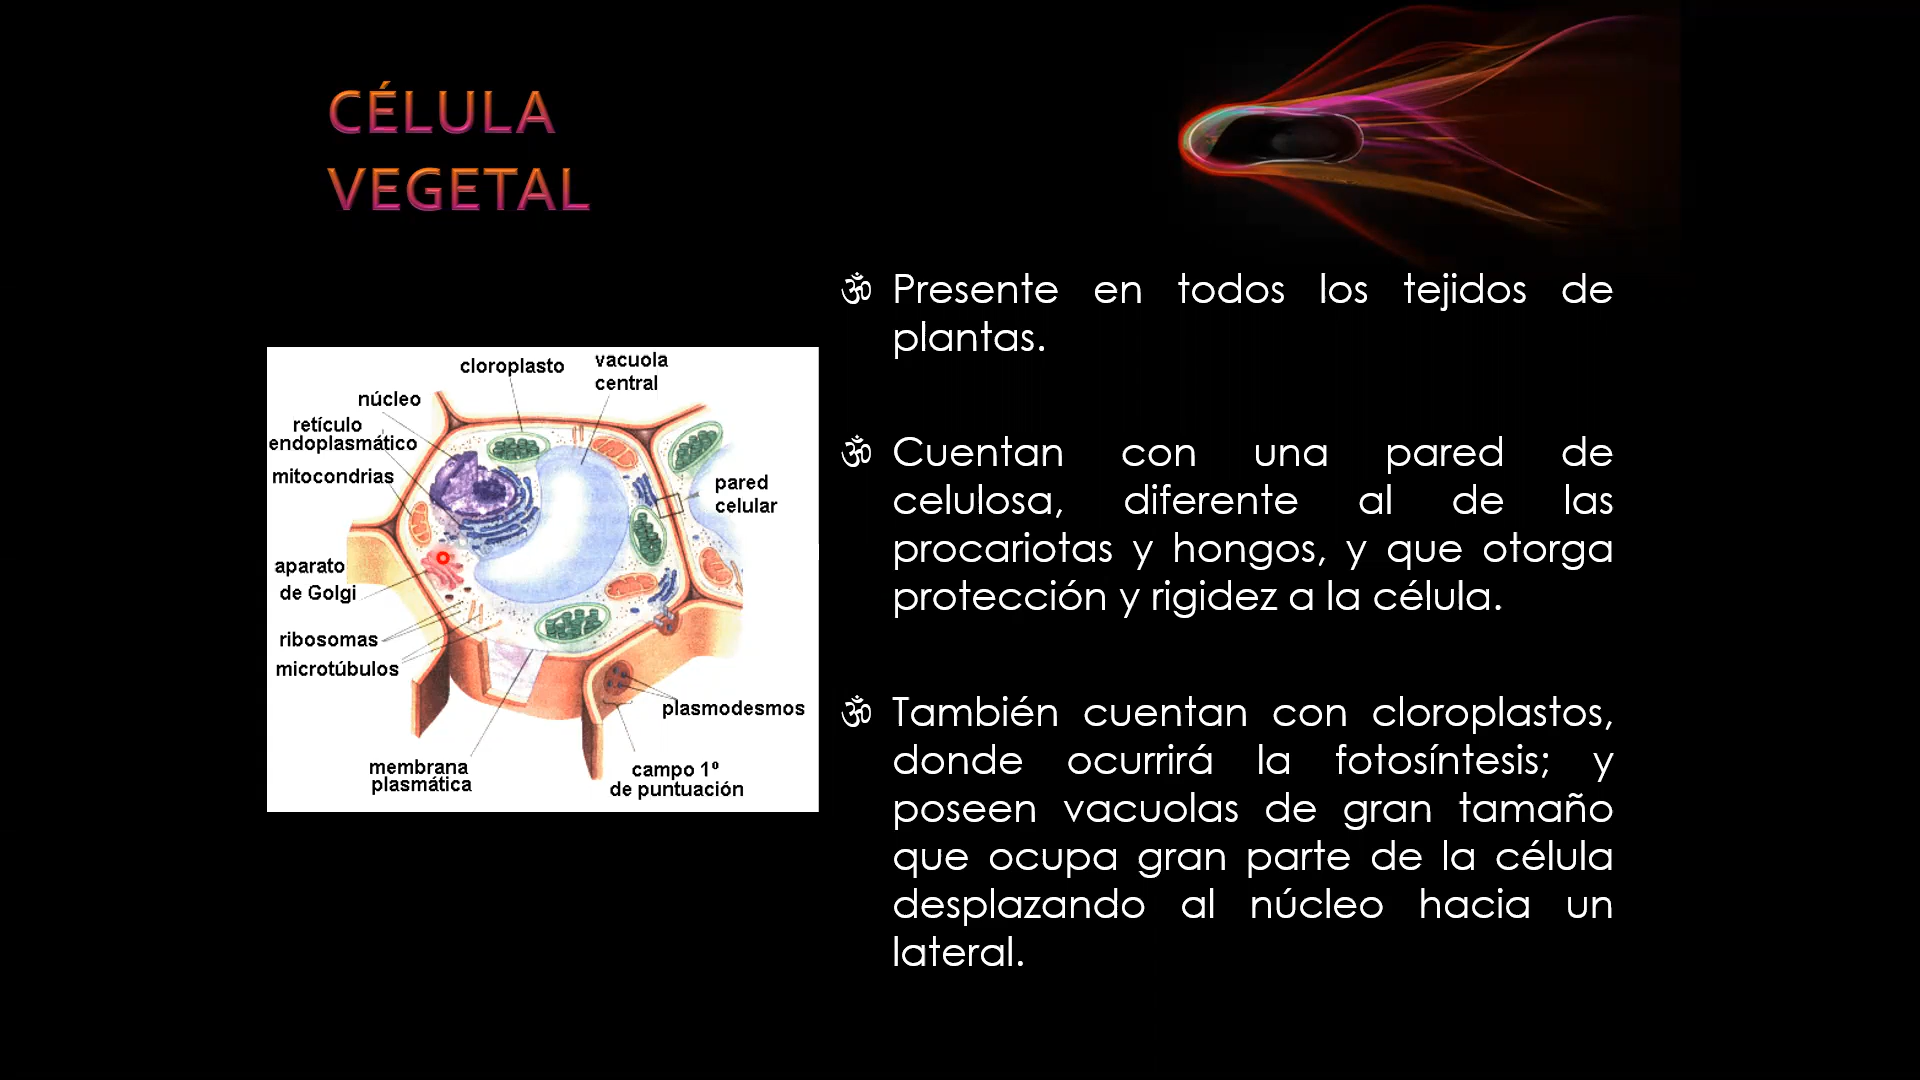 CÉLULA
VEGETAL
cloroplasto
vacuola
central
núcleo
retículo
endoplasmático
mitocondrias
pared
celular
aparato
de Golgi
ribosomas
microtúbulos
plasmodesmos
membrana
plasmática
campo 1º
de puntuación
ॐ Presente en todos los tejidos de
plantas.
ॐ Cuentan con una pared de
celulosa, diferente al de las
procariotas y hongos, y que otorga
protección y rigidez a la célula.
ॐ También cuentan con cloroplastos,
donde ocurrirá la fotosíntesis; y
poseen vacuolas de gran tamaño
que ocupa gran parte de la célula
desplazando al núcleo hacia un
lateral.